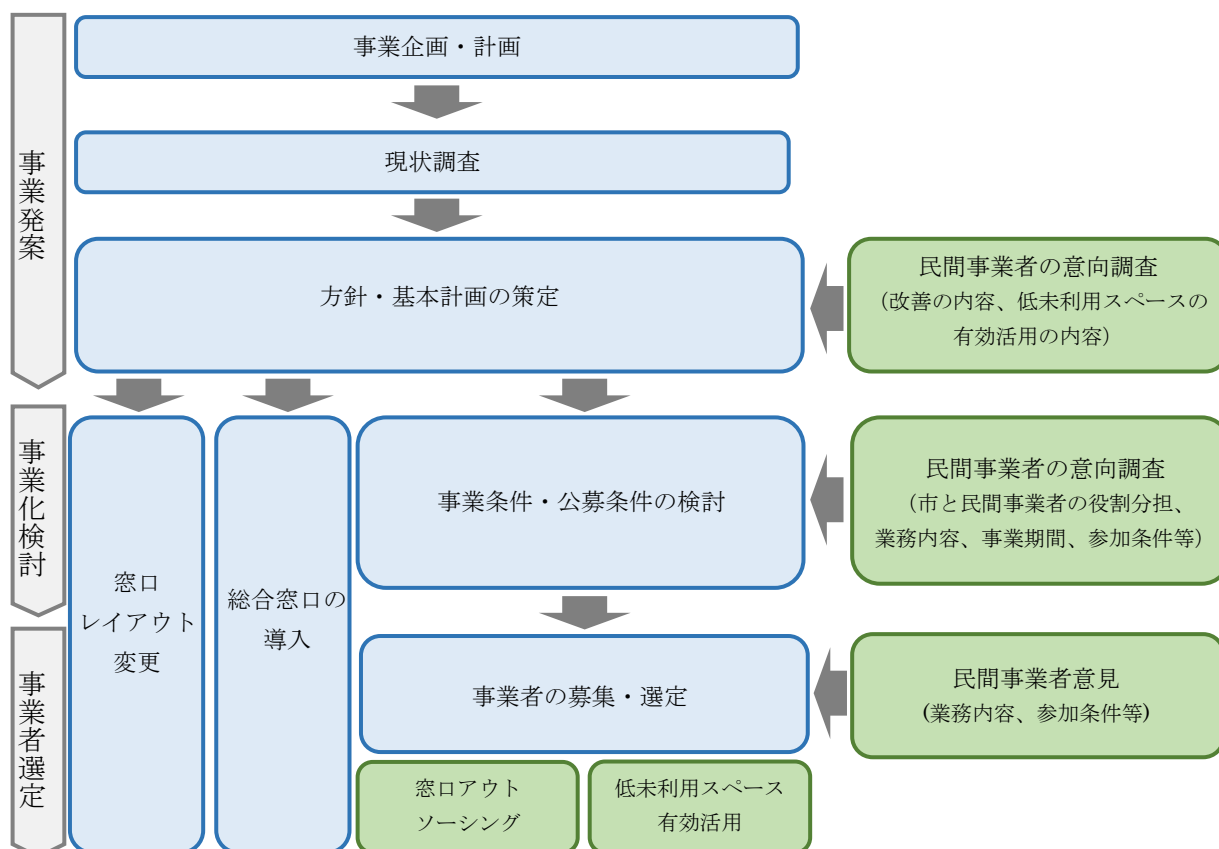 事業発案
事業企画・計画
現状調査
方針・基本計画の策定
民間事業者の意向調査
（改善の内容、低未利用スペースの
有効活用の内容）
事業化検討
窓口
レイアウト
変更
総合窓口の
導入
事業条件・公募条件の検討
民間事業者の意向調査
（市と民間事業者の役割分担、
業務内容、事業期間、参加条件等）
事業者選定
事業者の募集・選定
民間事業者意見
(業務内容、参加条件等)
窓口アウト
ソーシング
低未利用スペース
有効活用